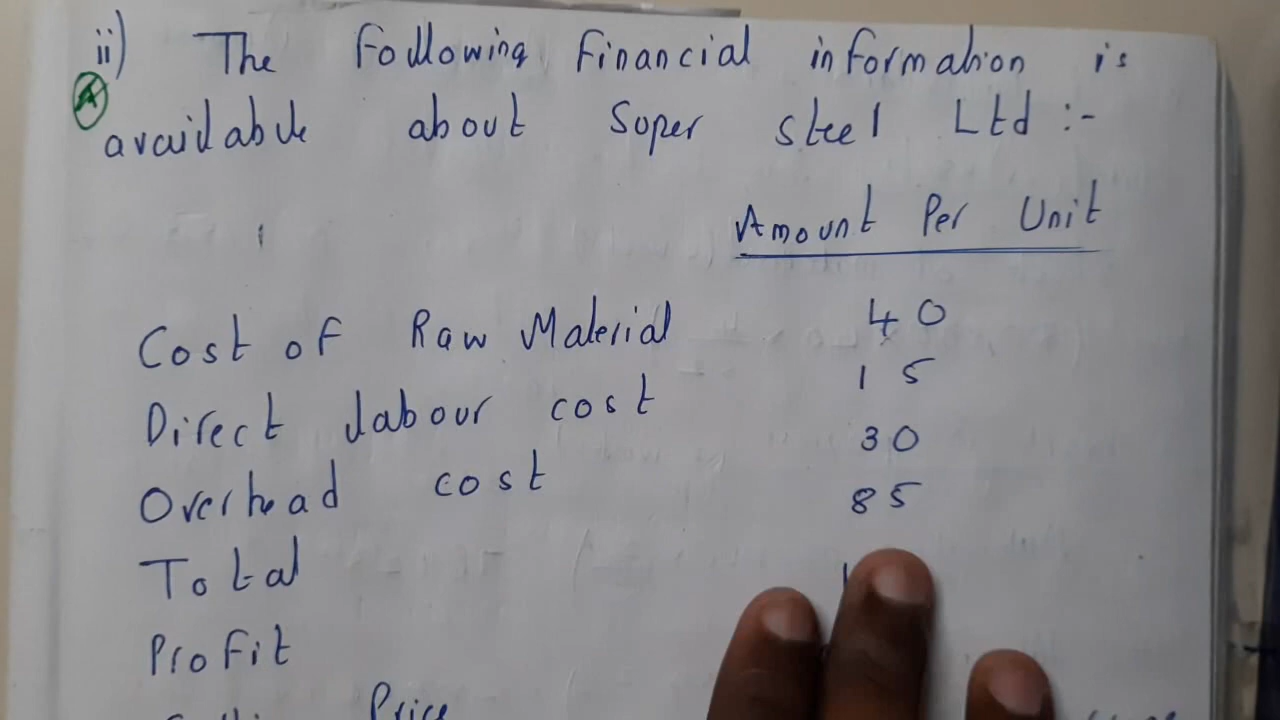 ii) The Following Financial information is
available about Super steel Ltd :-
Amount Per Unit
Cost of Raw Material 40
Direct labour cost 15
Overhead cost 30
Total 85
Profit
Price